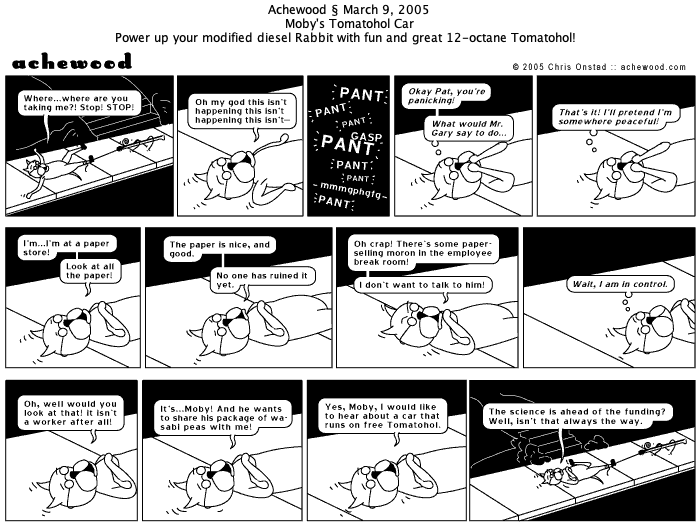 Achewood § March 9, 2005
Moby's Tomatohol Car
Power up your modified diesel Rabbit with fun and great 12-octane Tomatohol!
achewood
© 2005 Chris Onstad :: achewood.com
Where...where are you
taking me?! Stop! STOP!
Oh my god this isn't
happening this isn't
happening this isn't—
PANT
PANT
PANT
GASP
PANT
PANT
PANT
-mmmgphgfg-
PANT
Okay Pat, you're
panicking!
What would Mr.
Gary say to do...
That's it! I'll pretend I'm
somewhere peaceful!
I'm...I'm at a paper
store!
Look at all
the paper!
The paper is nice, and
good.
No one has ruined it
yet.
Oh crap! There's some paper-
selling moron in the employee
break room!
I don't want to talk to him!
Wait, I am in control.
Oh, well would you
look at that! it isn't
a worker after all!
It's...Moby! And he wants
to share his package of wa-
sabi peas with me!
Yes, Moby, I would like
to hear about a car that
runs on free Tomatohol.
The science is ahead of the funding?
Well, isn't that always the way.